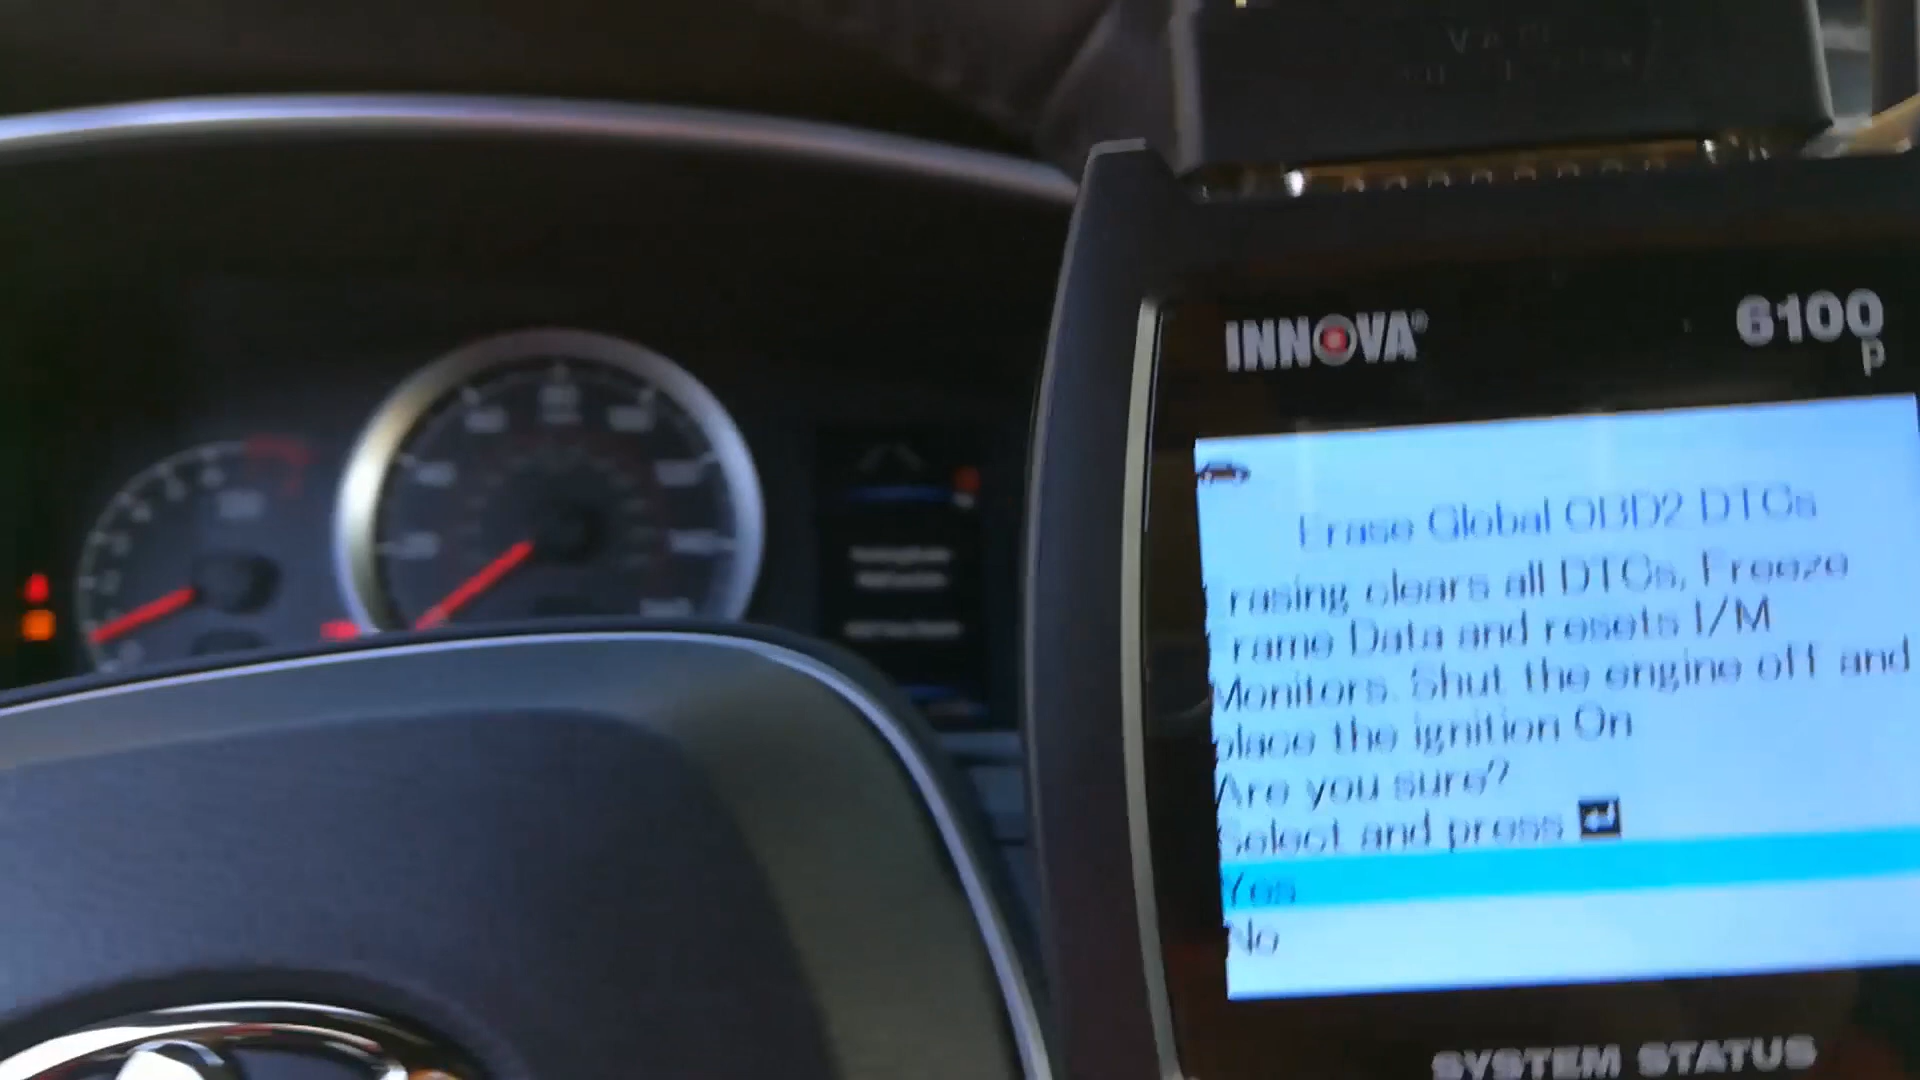 INNOVA®
6100
P
Erase Global OBD2 DTCs
Erasing clears all DTCs, Freeze
Frame Data and resets I/M
Monitors. Shut the engine off and
place the ignition On
Are you sure?
Select and press
Yes
No
SYSTEM STATUS